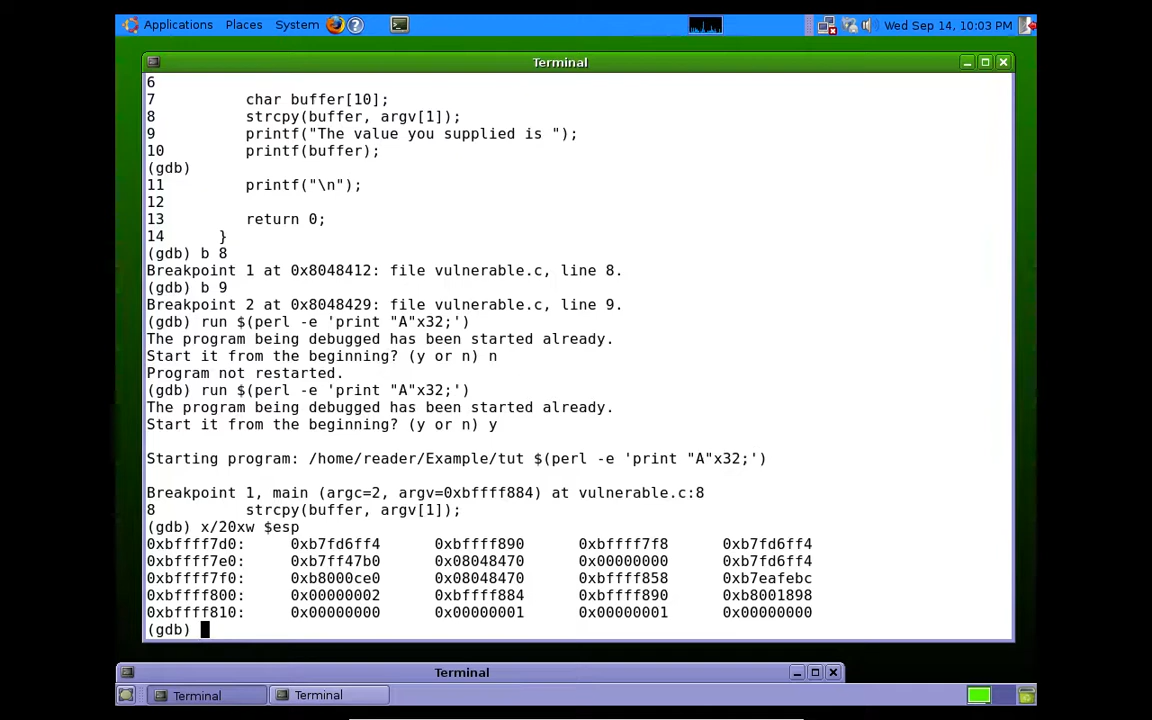 Applications Places System Wed Sep 14, 10:03 PM
Terminal
6
7 char buffer[10];
8 strcpy(buffer, argv[1]);
9 printf("The value you supplied is ");
10 printf(buffer);
(gdb)
11 printf("\n");
12
13 return 0;
14 }
(gdb) b 8
Breakpoint 1 at 0x8048412: file vulnerable.c, line 8.
(gdb) b 9
Breakpoint 2 at 0x8048429: file vulnerable.c, line 9.
(gdb) run $(perl -e 'print "A"x32;')
The program being debugged has been started already.
Start it from the beginning? (y or n) n
Program not restarted.
(gdb) run $(perl -e 'print "A"x32;')
The program being debugged has been started already.
Start it from the beginning? (y or n) y
Starting program: /home/reader/Example/tut $(perl -e 'print "A"x32;')
Breakpoint 1, main (argc=2, argv=0xbffff884) at vulnerable.c:8
8 strcpy(buffer, argv[1]);
(gdb) x/20xw $esp
0xbffff7d0: 0xb7fd6ff4 0xbffff890 0xbffff7f8 0xb7fd6ff4
0xbffff7e0: 0xb7ff47b0 0x08048470 0x00000000 0xb7fd6ff4
0xbffff7f0: 0xb8000ce0 0x08048470 0xbffff858 0xb7eafebc
0xbffff800: 0x00000002 0xbffff884 0xbffff890 0xb8001898
0xbffff810: 0x00000000 0x00000001 0x00000001 0x00000000
(gdb)
Terminal
Terminal Terminal